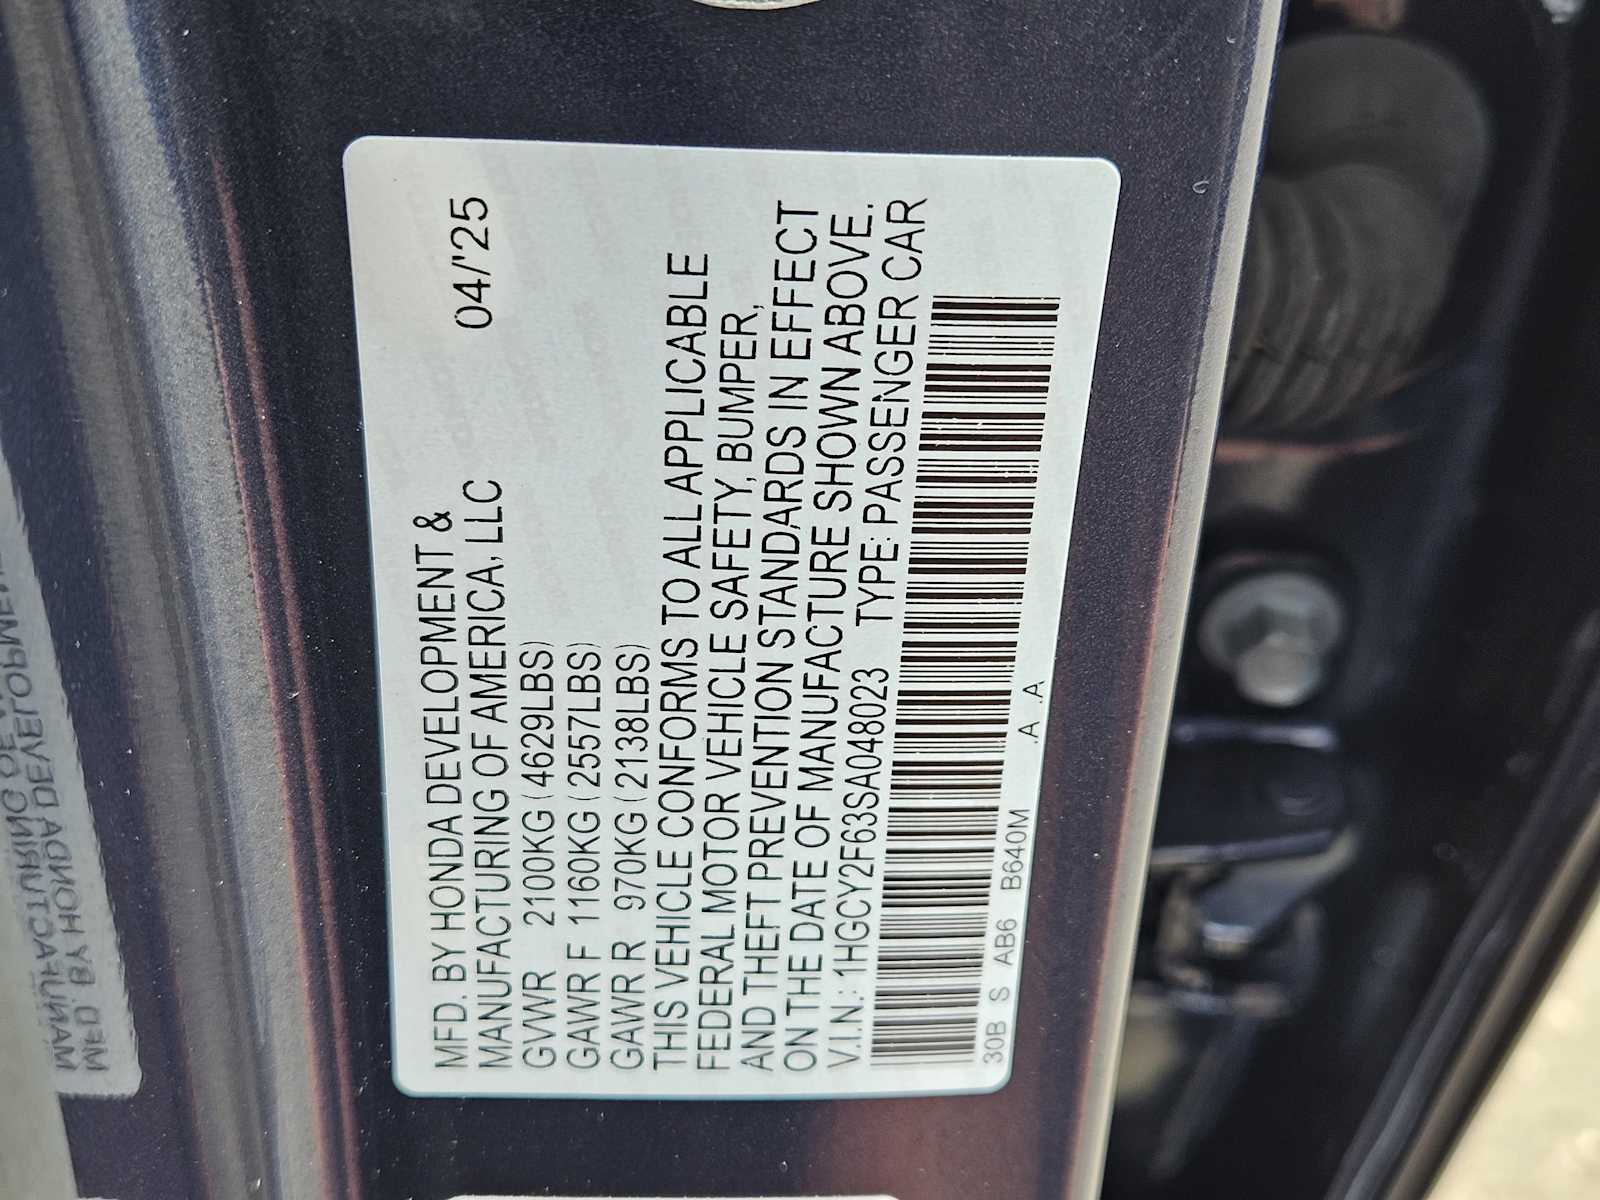 MFD. BY HONDA DEVELOPMENT &
MANUFACTURING OF AMERICA, LLC 04/'25
GVWR 2100KG (4629LBS)
GAWR F 1160KG (2557LBS)
GAWR R 970KG (2138LBS)
THIS VEHICLE CONFORMS TO ALL APPLICABLE
FEDERAL MOTOR VEHICLE SAFETY, BUMPER,
AND THEFT PREVENTION STANDARDS IN EFFECT
ON THE DATE OF MANUFACTURE SHOWN ABOVE.
V.I.N.: 1HGCY2F63SA048023 TYPE: PASSENGER CAR
30B S AB6 B640M .A .A